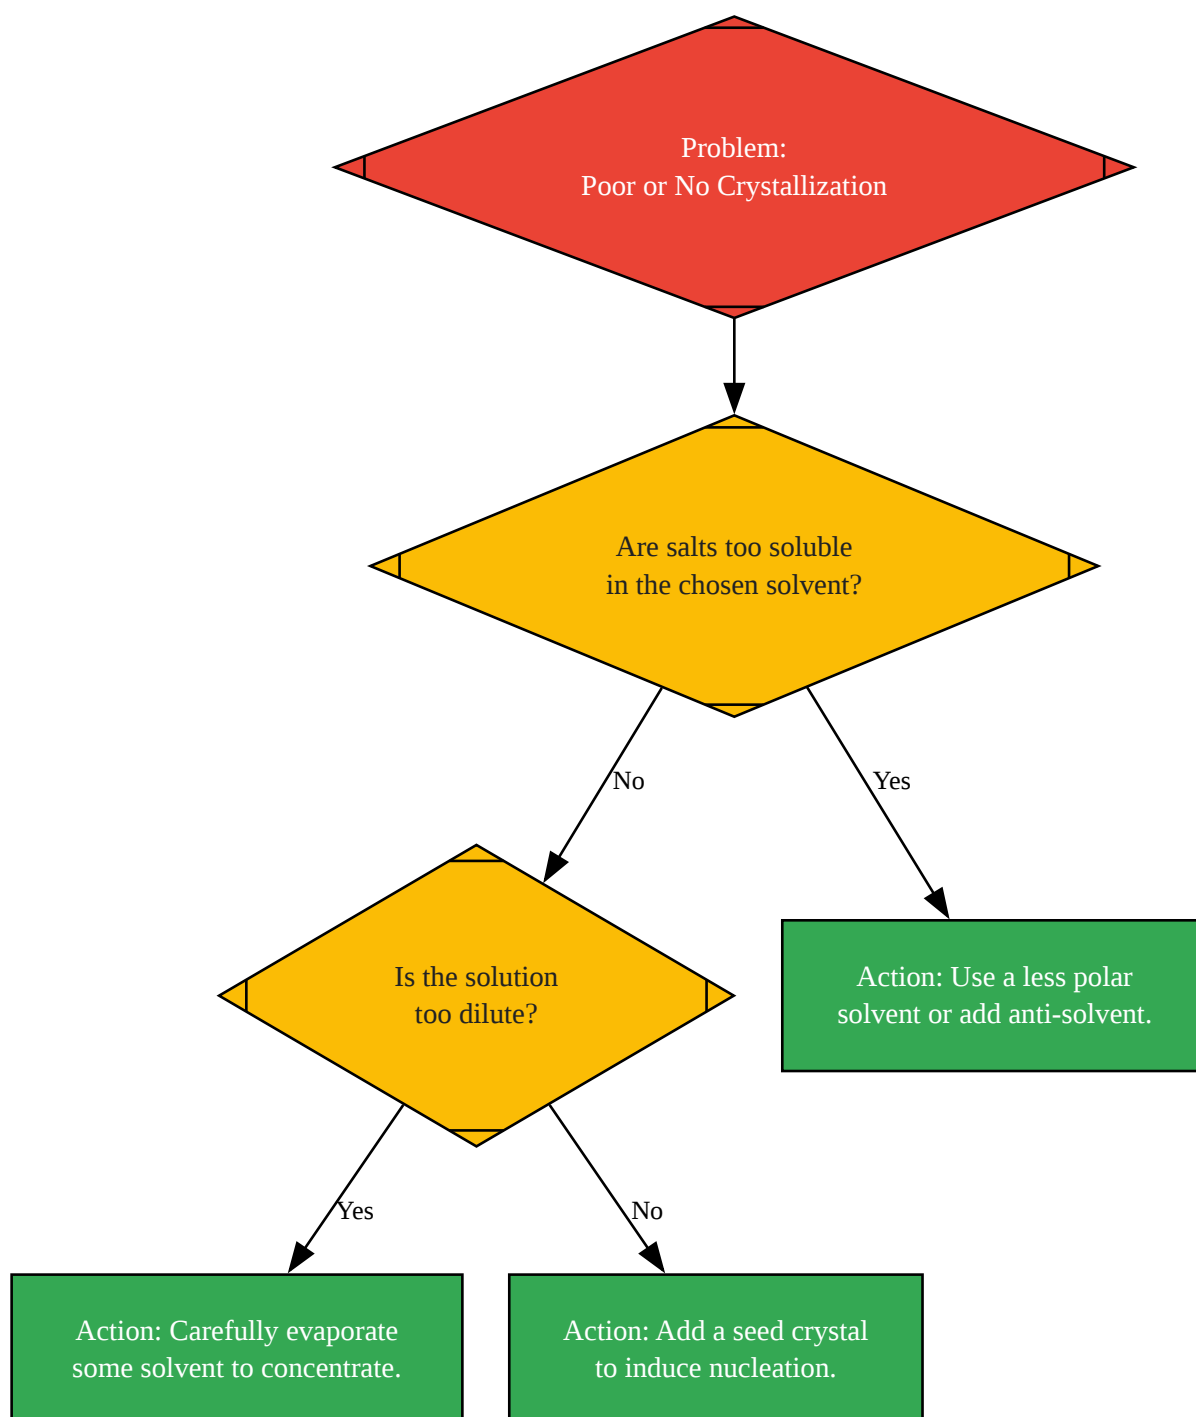 Problem:
Poor or No Crystallization
Are salts too soluble
in the chosen solvent?
No
Yes
Is the solution
too dilute?
Action: Use a less polar
solvent or add anti-solvent.
Yes
No
Action: Carefully evaporate
some solvent to concentrate.
Action: Add a seed crystal
to induce nucleation.